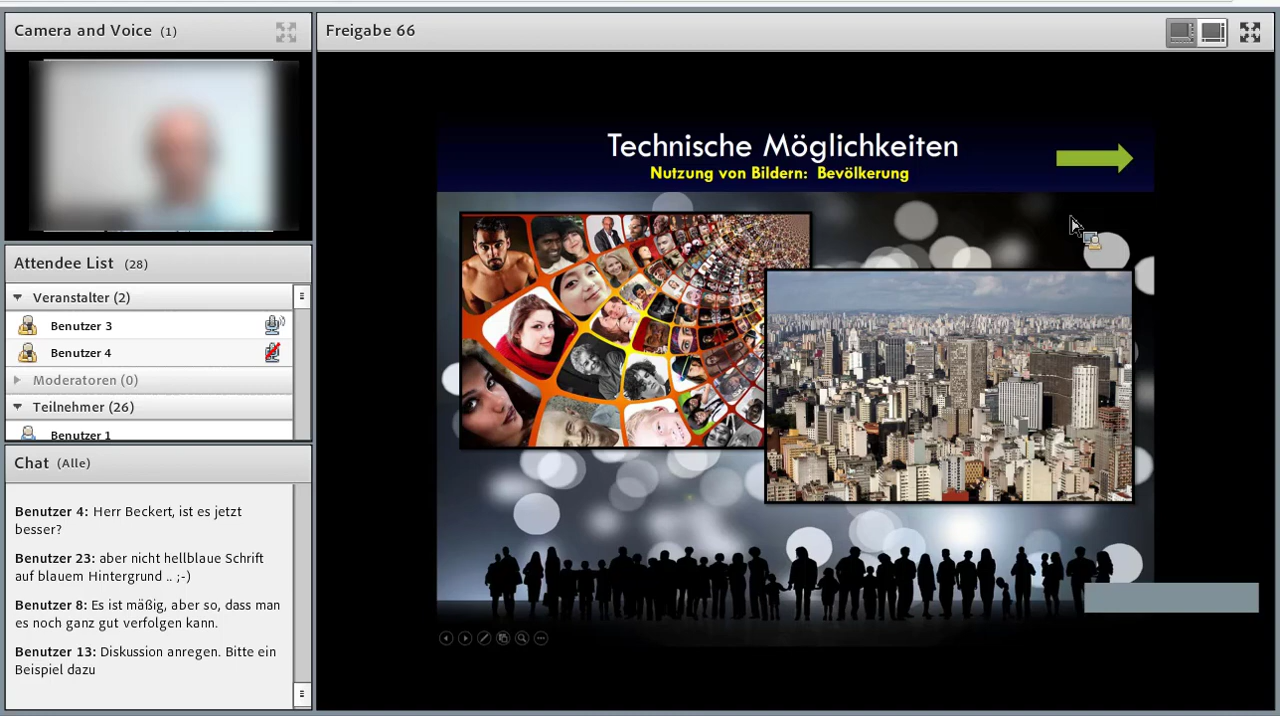 Camera and Voice (1)
Attendee List (28)
Veranstalter (2)
Benutzer 3
Benutzer 4
Moderatoren (0)
Teilnehmer (26)
Benutzer 1
Chat (Alle)
Benutzer 4: Herr Beckert, ist es jetzt
besser?
Benutzer 23: aber nicht hellblaue Schrift
auf blauem Hintergrund .. ;-)
Benutzer 8: Es ist mäßig, aber so, dass man
es noch ganz gut verfolgen kann.
Benutzer 13: Diskussion anregen. Bitte ein
Beispiel dazu
Freigabe 66
Technische Möglichkeiten
Nutzung von Bildern: Bevölkerung